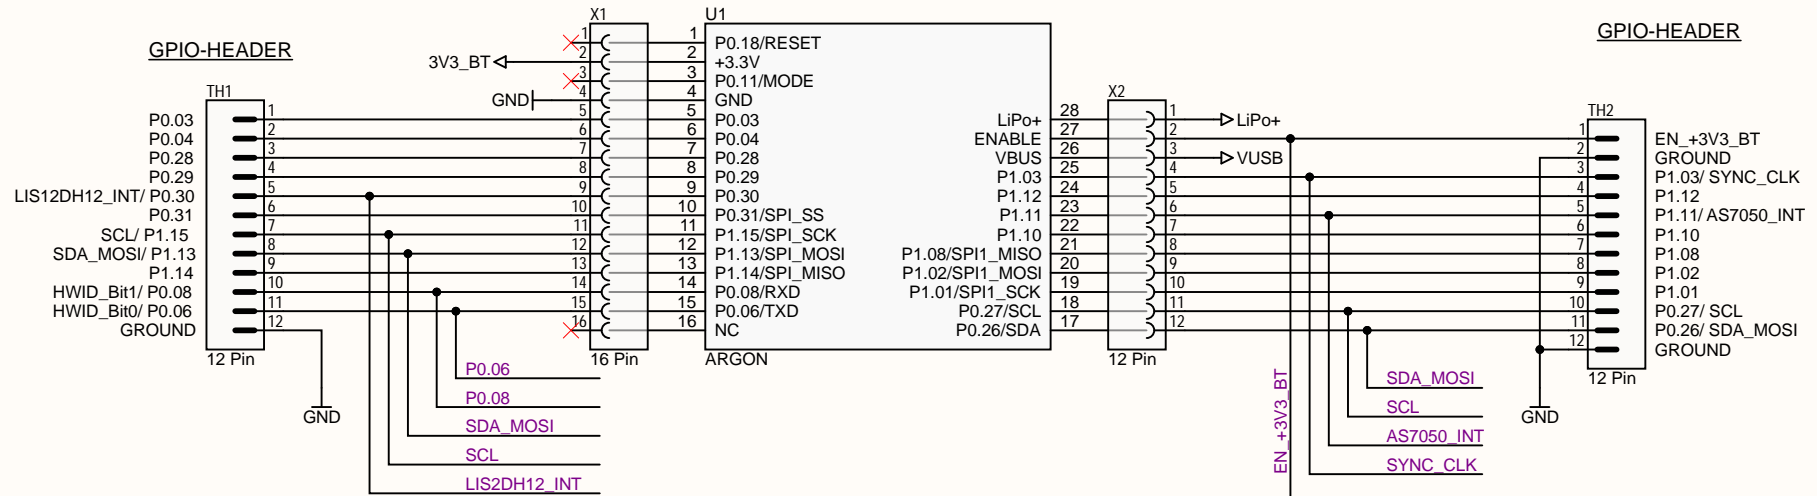 GPIO-HEADER
TH1
P0.03 1
P0.04 2
P0.28 3
P0.29 4
LIS12DH12_INT/ P0.30 5
P0.31 6
SCL/ P1.15 7
SDA_MOSI/ P1.13 8
P1.14 9
HWID_Bit1/ P0.08 10
HWID_Bit0/ P0.06 11
GROUND 12
12 Pin
GND
X1
1
3V3_BT 2
3
GND 4
5
6
7
8
9
10
11
12
13
14
15
16
16 Pin
U1
1 P0.18/RESET
2 +3.3V
3 P0.11/MODE
4 GND
5 P0.03
6 P0.04
7 P0.28
8 P0.29
9 P0.30
10 P0.31/SPI_SS
11 P1.15/SPI_SCK
12 P1.13/SPI_MOSI
13 P1.14/SPI_MISO
14 P0.08/RXD
15 P0.06/TXD
16 NC
LiPo+ 28
ENABLE 27
VBUS 26
P1.03 25
P1.12 24
P1.11 23
P1.10 22
P1.08/SPI1_MISO 21
P1.02/SPI1_MOSI 20
P1.01/SPI1_SCK 19
P0.27/SCL 18
P0.26/SDA 17
ARGON
P0.06
P0.08
SDA_MOSI
SCL
LIS2DH12_INT
X2
1 LiPo+
2
3 VUSB
4
5
6
7
8
9
10
11
12
12 Pin
EN_+3V3_BT
SDA_MOSI
SCL
AS7050_INT
SYNC_CLK
GPIO-HEADER
TH2
1 EN_+3V3_BT
2 GROUND
3 P1.03/ SYNC_CLK
4 P1.12
5 P1.11/ AS7050_INT
6 P1.10
7 P1.08
8 P1.02
9 P1.01
10 P0.27/ SCL
11 P0.26/ SDA_MOSI
12 GROUND
12 Pin
GND